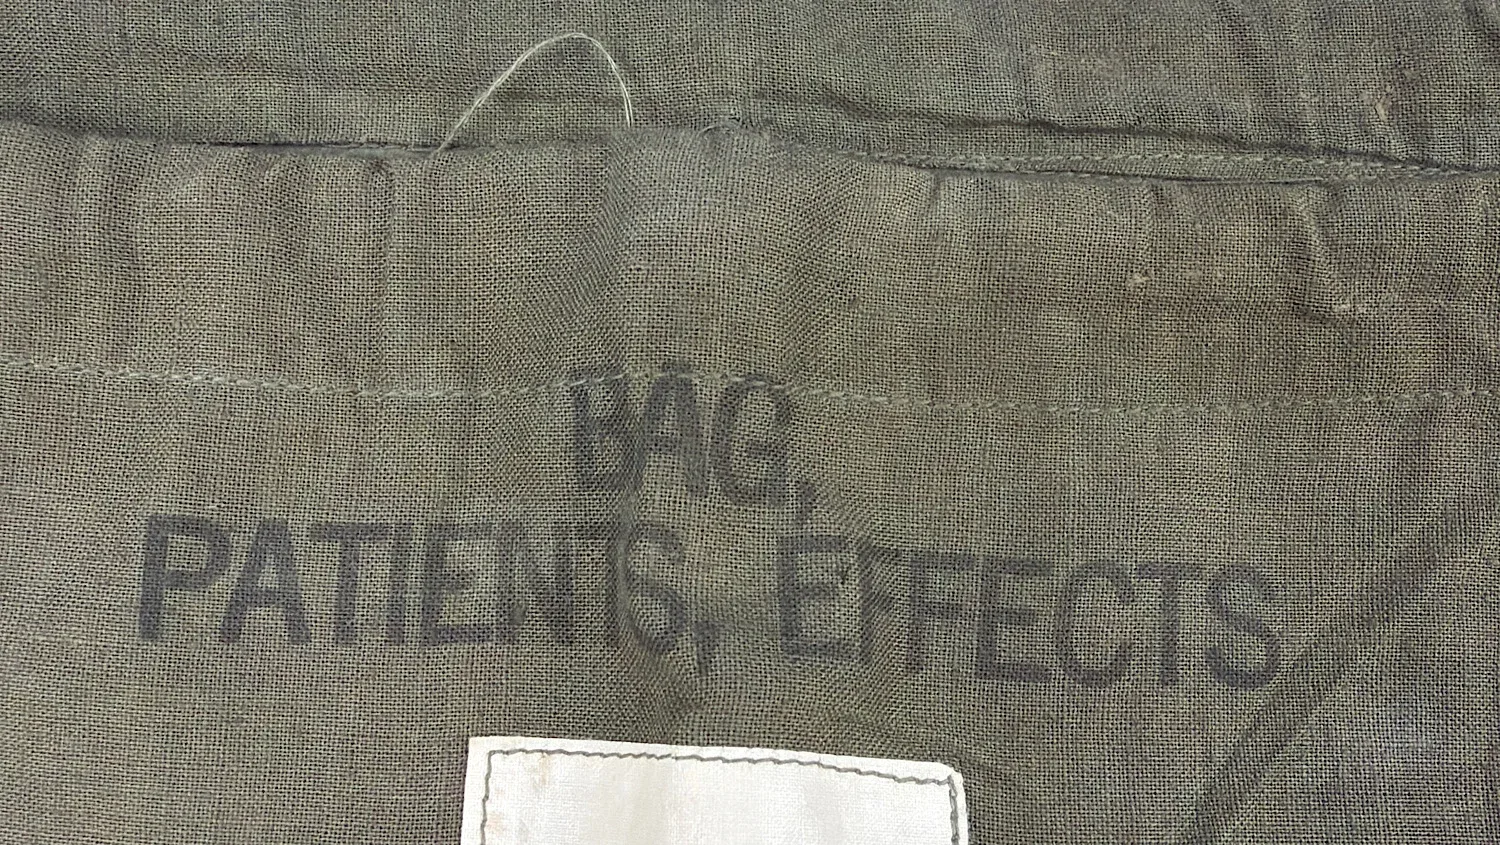 BAG,
PATIENTS, EFFECTS